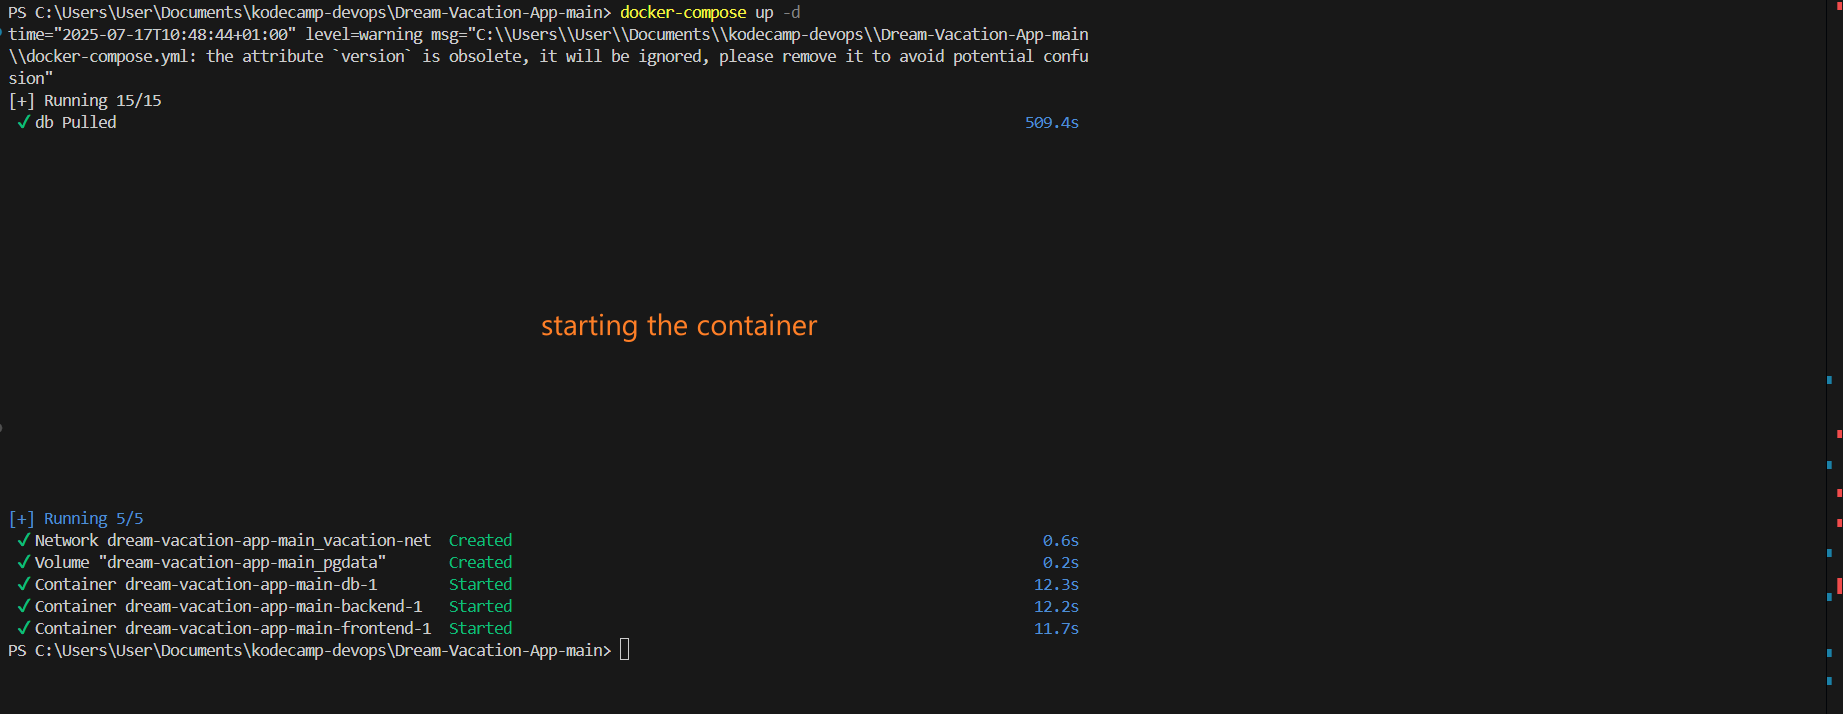 PS C:\Users\User\Documents\kodecamp-devops\Dream-Vacation-App-main> docker-compose up -d
time="2025-07-17T10:48:44+01:00" level=warning msg="C:\\Users\\User\\Documents\\kodecamp-devops\\Dream-Vacation-App-main
\\docker-compose.yml: the attribute `version` is obsolete, it will be ignored, please remove it to avoid potential confu
sion"
[+] Running 15/15
✔ db Pulled 509.4s
starting the container
[+] Running 5/5
✔ Network dream-vacation-app-main_vacation-net Created 0.6s
✔ Volume "dream-vacation-app-main_pgdata" Created 0.2s
✔ Container dream-vacation-app-main-db-1 Started 12.3s
✔ Container dream-vacation-app-main-backend-1 Started 12.2s
✔ Container dream-vacation-app-main-frontend-1 Started 11.7s
PS C:\Users\User\Documents\kodecamp-devops\Dream-Vacation-App-main>